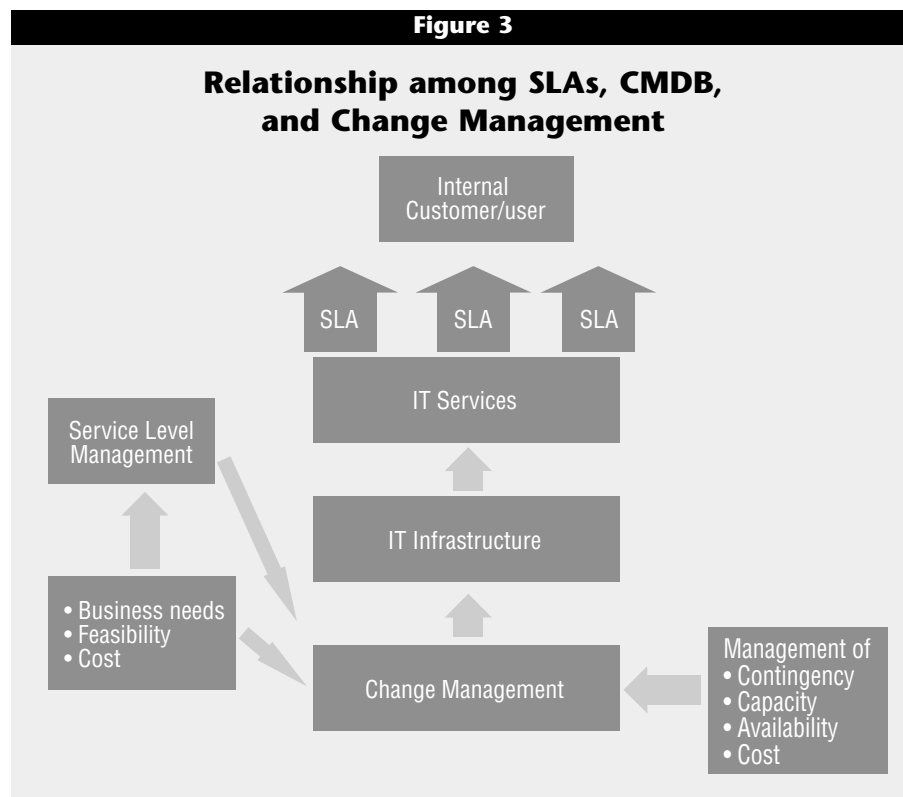 Figure 3
Relationship among SLAs, CMDB,
and Change Management
Internal
Customer/user
SLA
SLA
SLA
IT Services
Service Level
Management
IT Infrastructure
• Business needs
• Feasibility
• Cost
Change Management
Management of
• Contingency
• Capacity
• Availability
• Cost